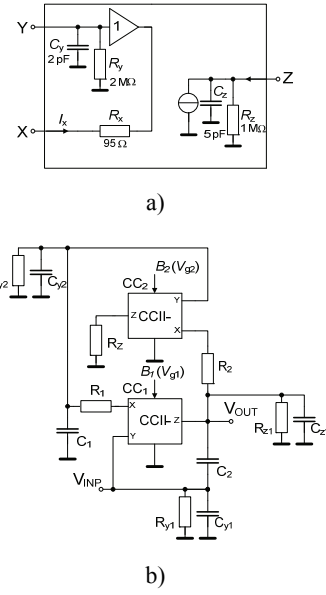 Y
1
C_y
2 pF
R_y
2 MΩ
Z
C_z
5 pF
R_z
1 MΩ
X
I_x
R_x
95 Ω
a)
y2
C_y2
B_2(V_g2)
CC_2
Y
Z CCII-
X
R_Z
R_2
B_1(V_g1)
CC_1
R_1
X
CCII- Z
Y
V_OUT
C_1
R_z1
C_z
C_2
V_INP
R_y1
C_y1
b)